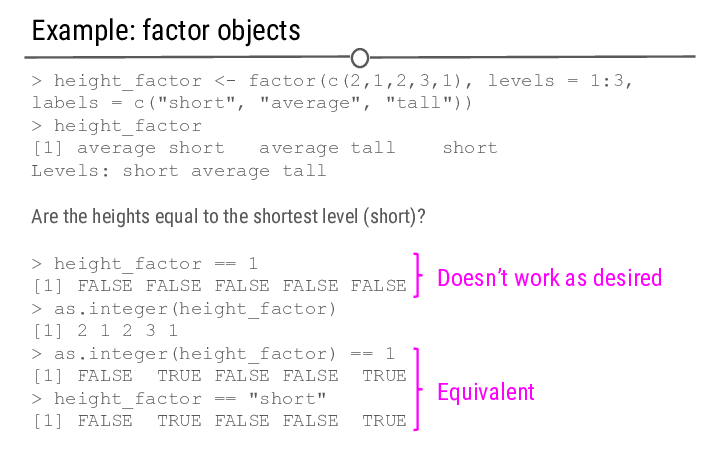 Example: factor objects
> height_factor <- factor(c(2,1,2,3,1), levels = 1:3,
labels = c("short", "average", "tall"))
> height_factor
[1] average short   average tall    short
Levels: short average tall
Are the heights equal to the shortest level (short)?
> height_factor == 1
[1] FALSE FALSE FALSE FALSE FALSE
Doesn't work as desired
> as.integer(height_factor)
[1] 2 1 2 3 1
> as.integer(height_factor) == 1
[1] FALSE  TRUE FALSE FALSE  TRUE
> height_factor == "short"
[1] FALSE  TRUE FALSE FALSE  TRUE
Equivalent